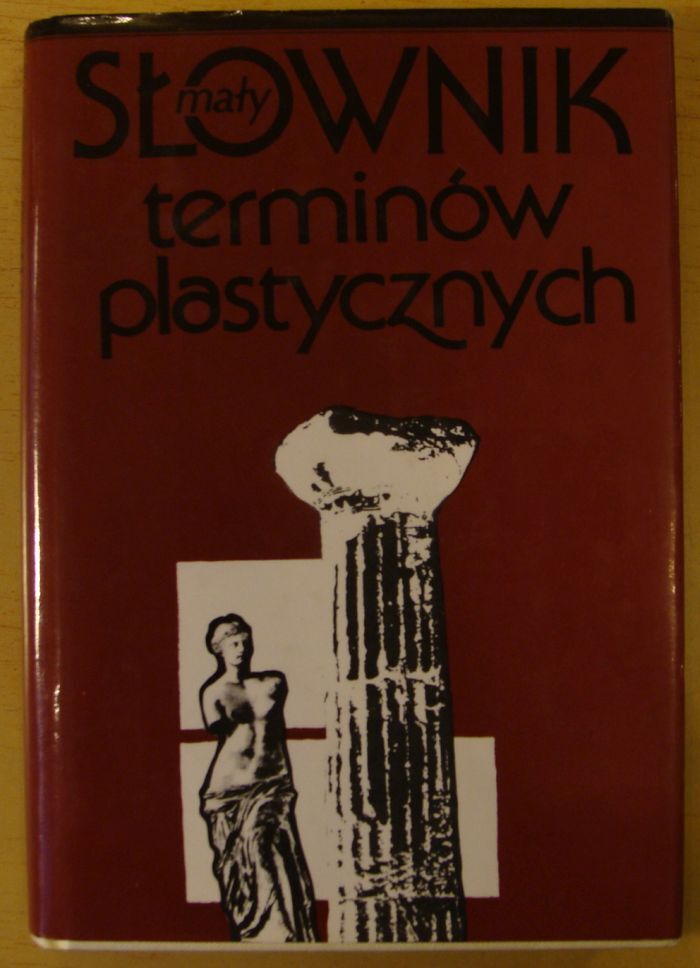 mały
SŁOWNIK
terminów
plastycznych